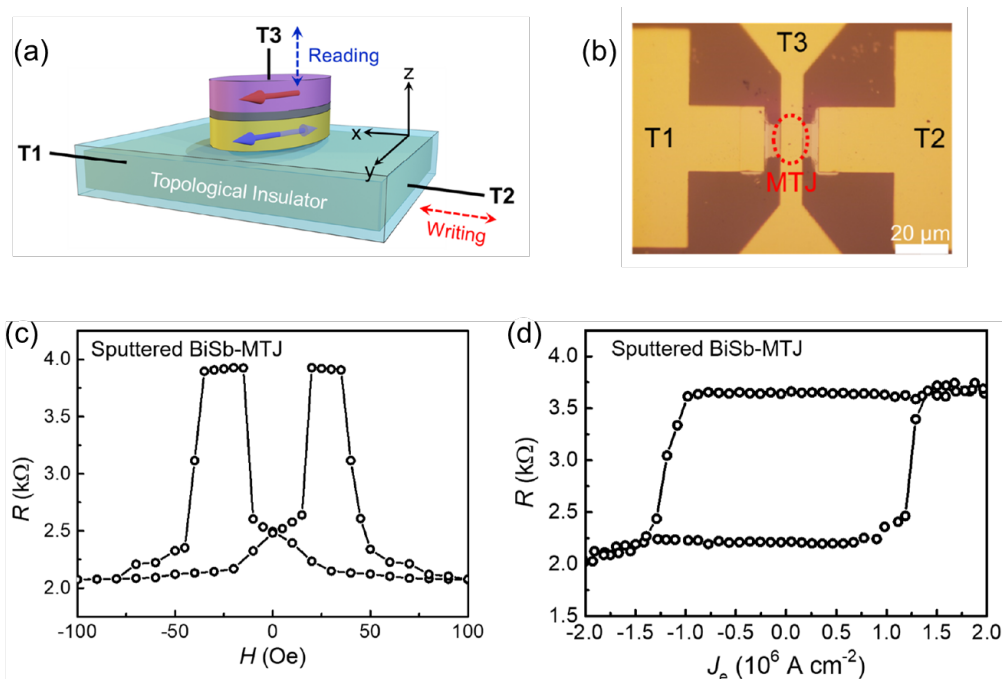 (a)
T3
Reading
z
x
y
T1
Topological Insulator
T2
Writing
(b)
T3
T1
T2
MTJ
20 μm
(c)
Sputtered BiSb-MTJ
4.0
3.5
3.0
2.5
2.0
R (kΩ)
-100
-50
0
50
100
H (Oe)
(d)
Sputtered BiSb-MTJ
4.0
3.5
3.0
2.5
2.0
1.5
R (kΩ)
-2.0
-1.5
-1.0
-0.5
0.0
0.5
1.0
1.5
2.0
Jₑ (10⁶ A cm⁻²)